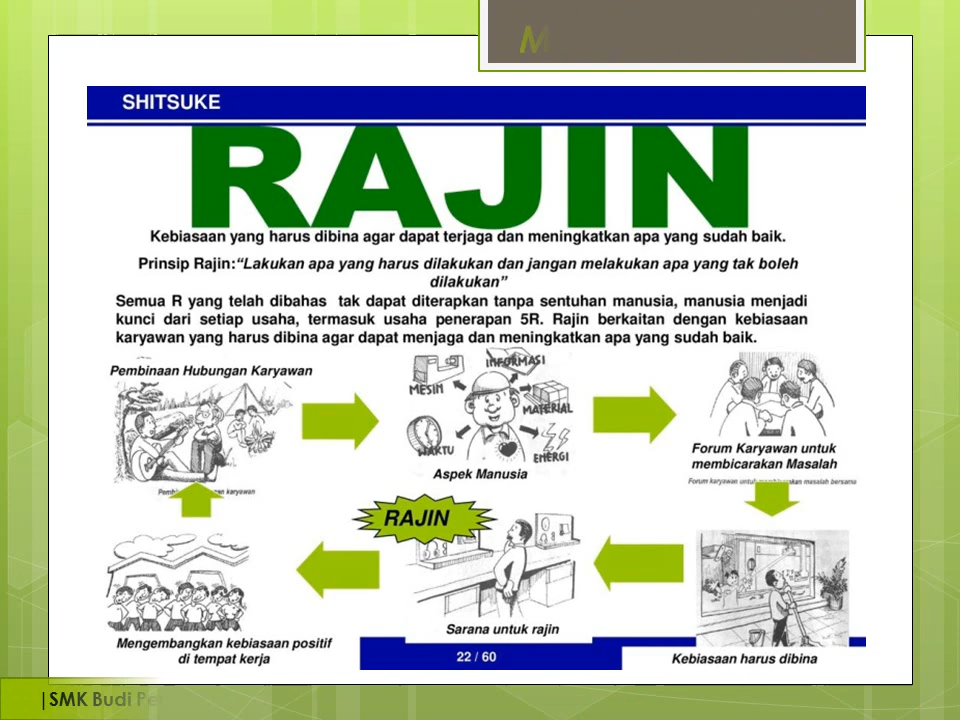 M
SHITSUKE
RAJIN
Kebiasaan yang harus dibina agar dapat terjaga dan meningkatkan apa yang sudah baik.
Prinsip Rajin:“Lakukan apa yang harus dilakukan dan jangan melakukan apa yang tak boleh
dilakukan”
Semua R yang telah dibahas tak dapat diterapkan tanpa sentuhan manusia, manusia menjadi
kunci dari setiap usaha, termasuk usaha penerapan 5R. Rajin berkaitan dengan kebiasaan
karyawan yang harus dibina agar dapat menjaga dan meningkatkan apa yang sudah baik.
Pembinaan Hubungan Karyawan
karyawan
INFORMASI
MESIN
MATERIAL
WAKTU
ENERGI
Aspek Manusia
Forum Karyawan untuk
membicarakan Masalah
Forum karyawan untuk masalah bersama
RAJIN
Mengembangkan kebiasaan positif
di tempat kerja
Sarana untuk rajin
Kebiasaan harus dibina
22 / 60
|SMK Budi